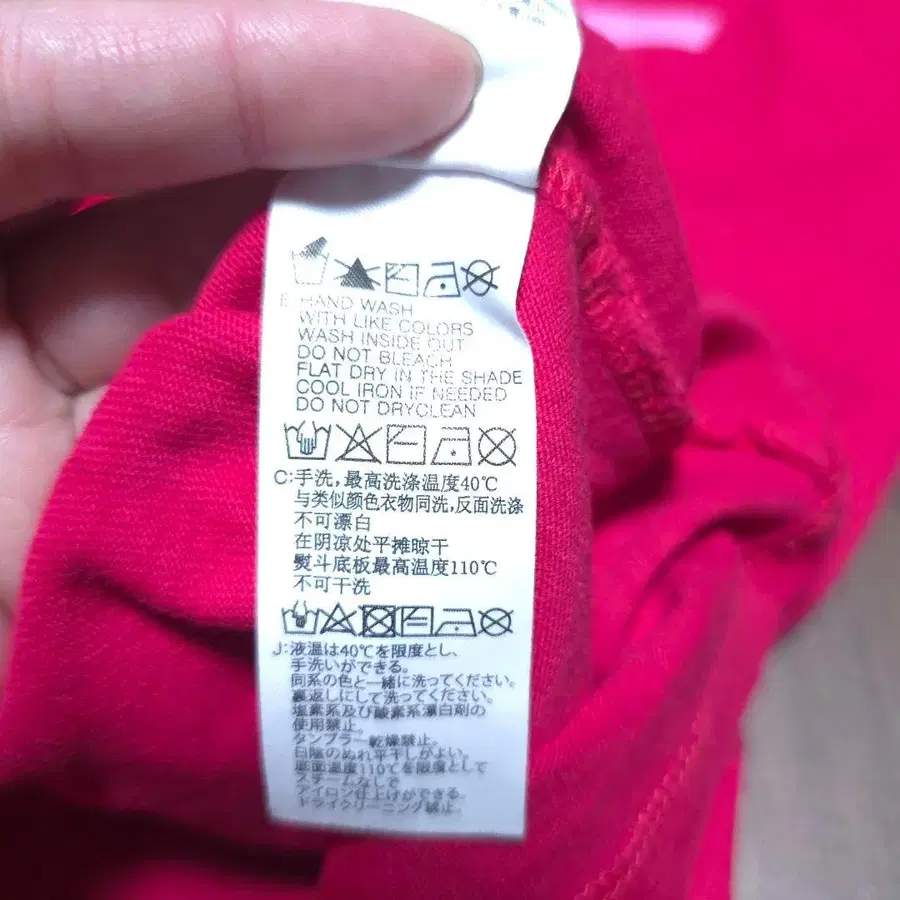 E: HAND WASH
WITH LIKE COLORS
WASH INSIDE OUT
DO NOT BLEACH
FLAT DRY IN THE SHADE
COOL IRON IF NEEDED
DO NOT DRYCLEAN
C:手洗,最高洗涤温度40℃
与类似颜色衣物同洗,反面洗涤
不可漂白
在阴凉处平摊晾干
熨斗底板最高温度110℃
不可干洗
J:液温は40℃を限度とし、
手洗いができる。
同系の色と一緒に洗ってください。
裏返しにして洗ってください。
塩素系及び酸素系漂白剤の
使用禁止。
タンブラー乾燥禁止。
日陰のぬれ平干しがよい。
底面温度110℃を限度として
スチームなしで
アイロン仕上げができる。
ドライクリーニング禁止。